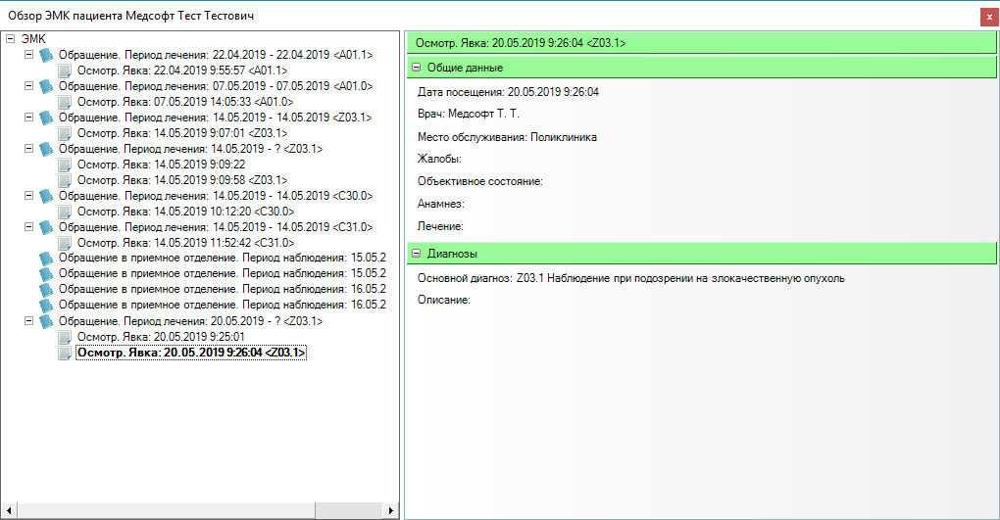 Обзор ЭМК пациента Медсофт Тест Тестович
x
ЭМК
Обращение. Период лечения: 22.04.2019 - 22.04.2019 <A01.1>
Осмотр. Явка: 22.04.2019 9:55:57 <A01.1>
Обращение. Период лечения: 07.05.2019 - 07.05.2019 <A01.0>
Осмотр. Явка: 07.05.2019 14:05:33 <A01.0>
Обращение. Период лечения: 14.05.2019 - 14.05.2019 <Z03.1>
Осмотр. Явка: 14.05.2019 9:07:01 <Z03.1>
Обращение. Период лечения: 14.05.2019 - ? <Z03.1>
Осмотр. Явка: 14.05.2019 9:09:22
Осмотр. Явка: 14.05.2019 9:09:58 <Z03.1>
Обращение. Период лечения: 14.05.2019 - 14.05.2019 <C30.0>
Осмотр. Явка: 14.05.2019 10:12:20 <C30.0>
Обращение. Период лечения: 14.05.2019 - 14.05.2019 <C31.0>
Осмотр. Явка: 14.05.2019 11:52:42 <C31.0>
Обращение в приемное отделение. Период наблюдения: 15.05.2
Обращение в приемное отделение. Период наблюдения: 15.05.2
Обращение в приемное отделение. Период наблюдения: 16.05.2
Обращение в приемное отделение. Период наблюдения: 16.05.2
Обращение. Период лечения: 20.05.2019 - ? <Z03.1>
Осмотр. Явка: 20.05.2019 9:25:01
Осмотр. Явка: 20.05.2019 9:26:04 <Z03.1>
Осмотр. Явка: 20.05.2019 9:26:04 <Z03.1>
Общие данные
Дата посещения: 20.05.2019 9:26:04
Врач: Медсофт Т. Т.
Место обслуживания: Поликлиника
Жалобы:
Объективное состояние:
Анамнез:
Лечение:
Диагнозы
Основной диагноз: Z03.1 Наблюдение при подозрении на злокачественную опухоль
Описание: